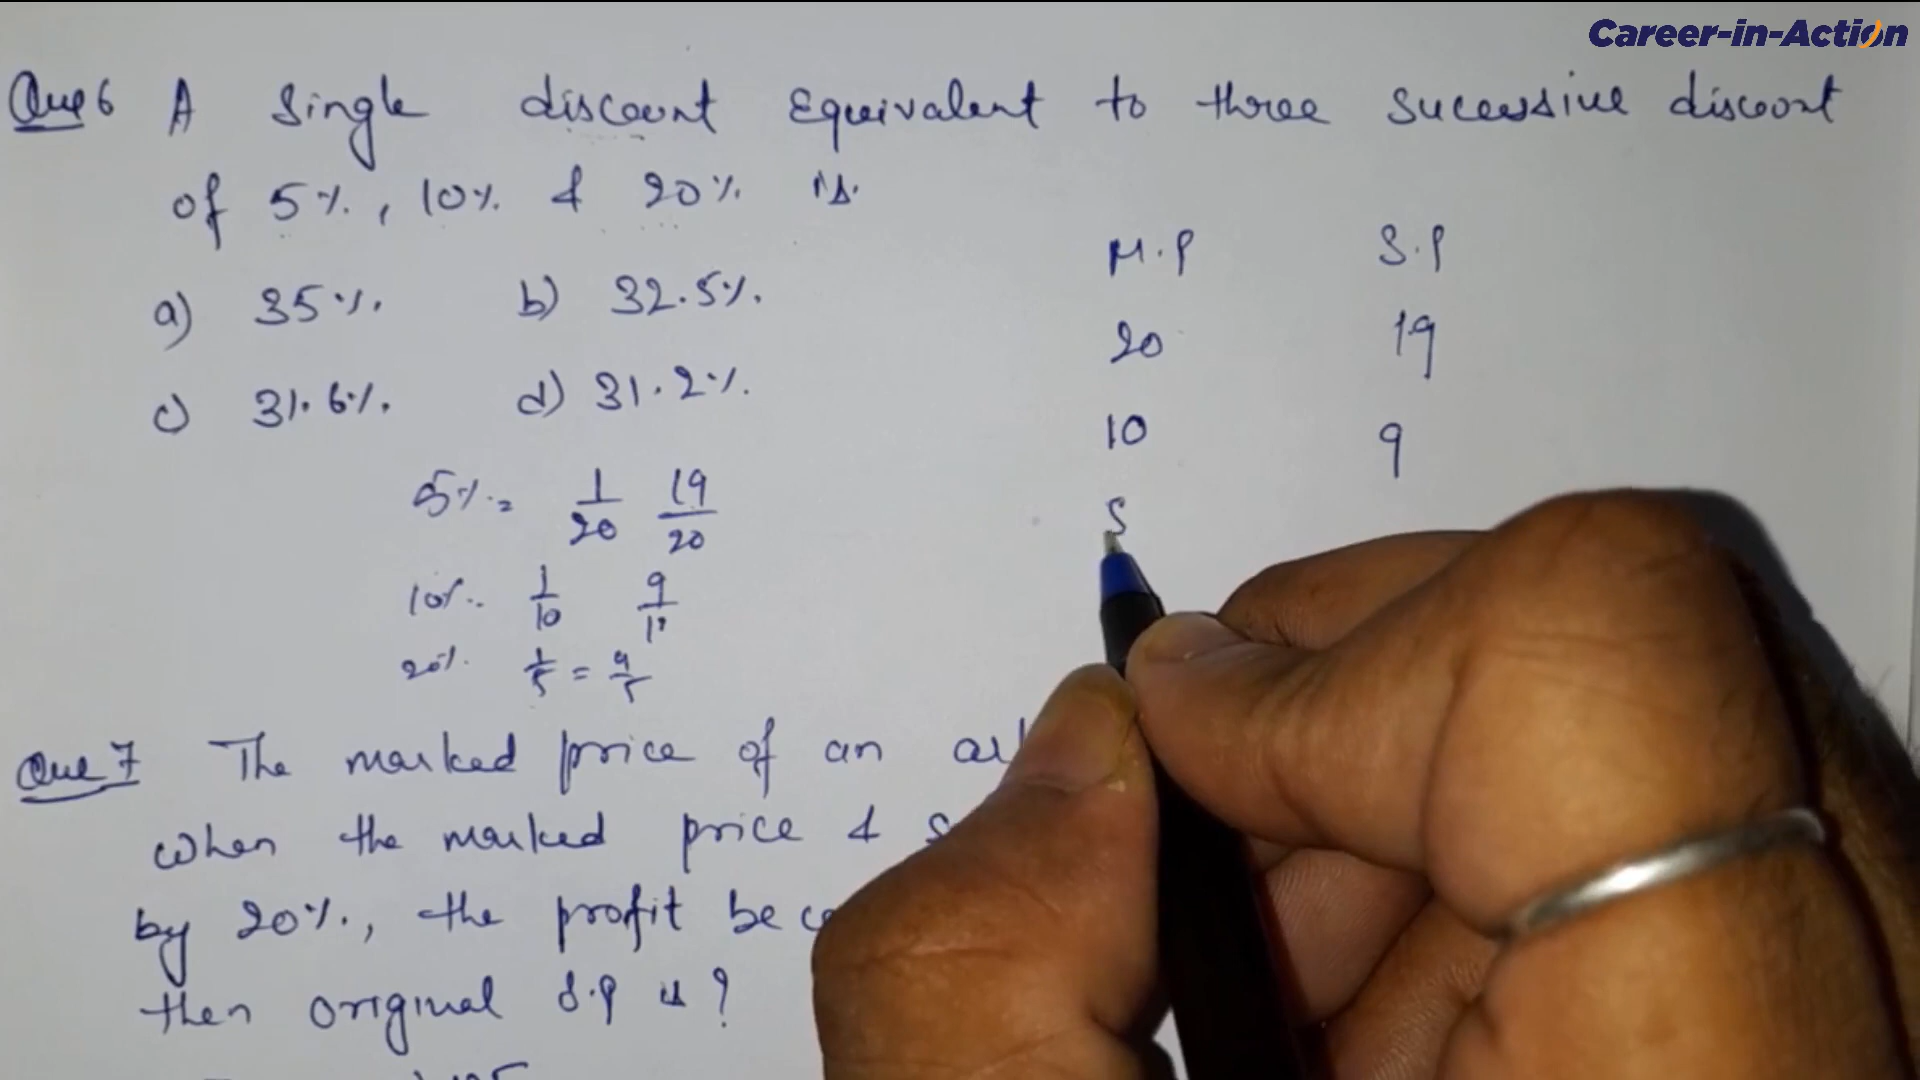 Career-in-Action
Que 6 A Single discount Equivalent to three Sucessive discount
of 5%, 10% & 20% is.
M.P S.P
a) 35%. b) 32.5%.
20 19
c) 31.6%. d) 31.2%.
10 9
5% = 1/20 19/20
5
10% 1/10 9/10
20% 1/5 = 4/5
Que 7 The marked price of an
When the marked price &
by 20%, the profit
then original S.P is ?